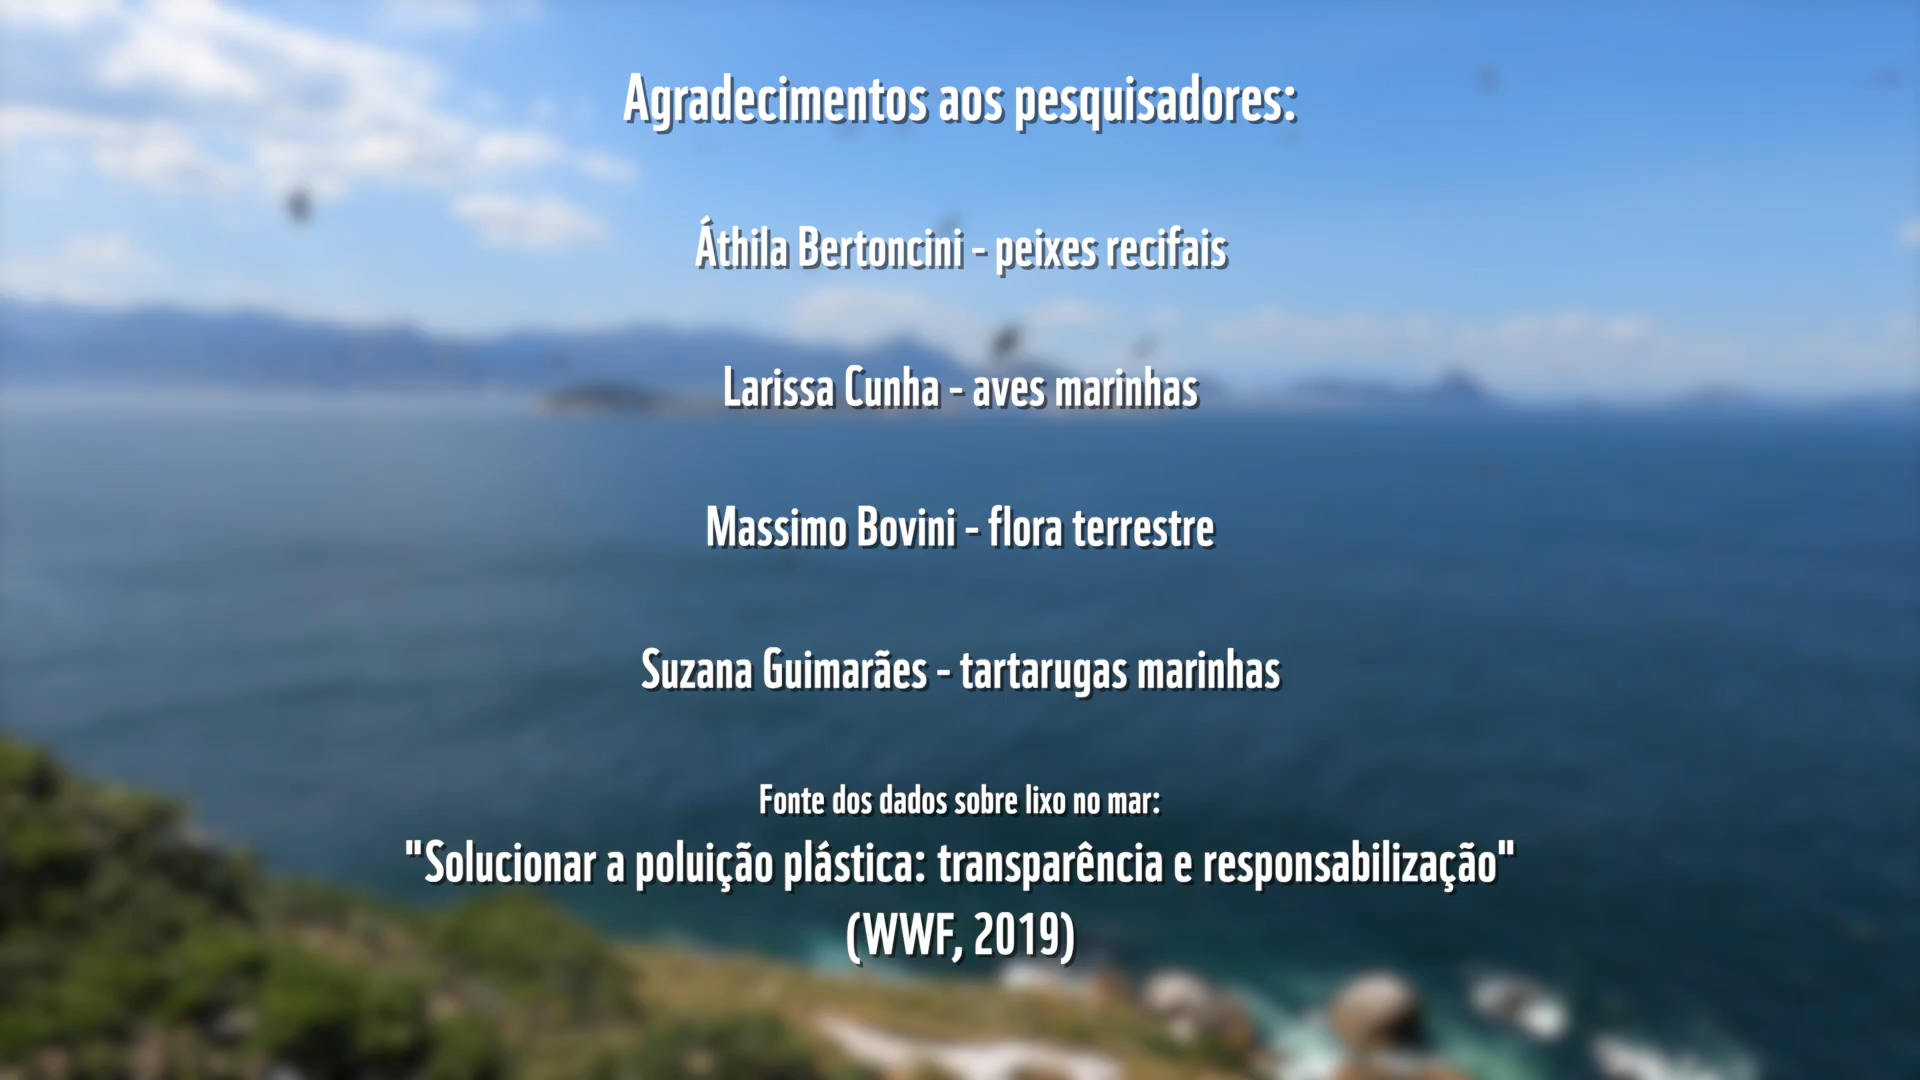 Agradecimentos aos pesquisadores:
Áthila Bertoncini - peixes recifais
Larissa Cunha - aves marinhas
Massimo Bovini - flora terrestre
Suzana Guimarães - tartarugas marinhas
Fonte dos dados sobre lixo no mar:
"Solucionar a poluição plástica: transparência e responsabilização"
(WWF, 2019)